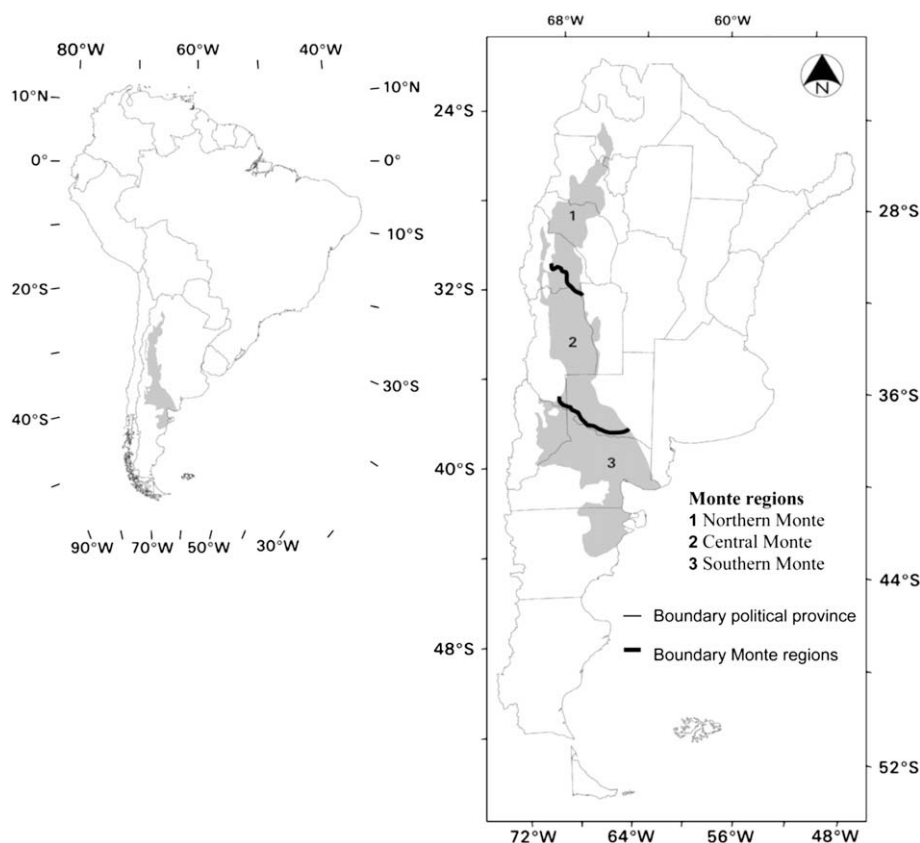 80°W 60°W 40°W
10°N 10°N
0° 0°
10°S
20°S
30°S
40°S
90°W 70°W 50°W 30°W
68°W 60°W
N
24°S
28°S
32°S
36°S
40°S
44°S
48°S
52°S
72°W 64°W 56°W 48°W
1
2
3
Monte regions
1 Northern Monte
2 Central Monte
3 Southern Monte
Boundary political province
Boundary Monte regions